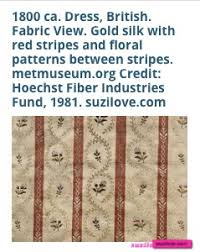 1800 ca. Dress, British.
Fabric View. Gold silk with
red stripes and floral
patterns between stripes.
metmuseum.org Credit:
Hoechst Fiber Industries
Fund, 1981. suzilove.com